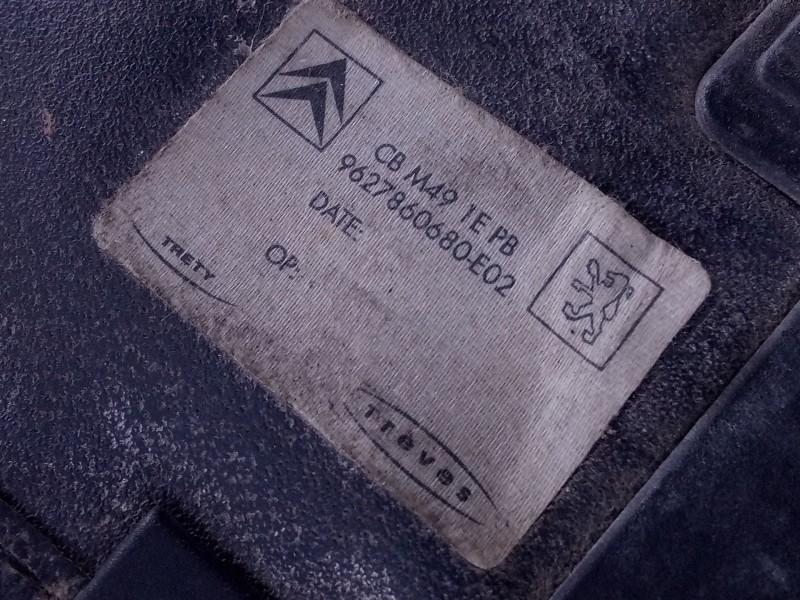 CB M49 1E PB
9627860680-E02
DATE:
OP:
TRETY
Trèves